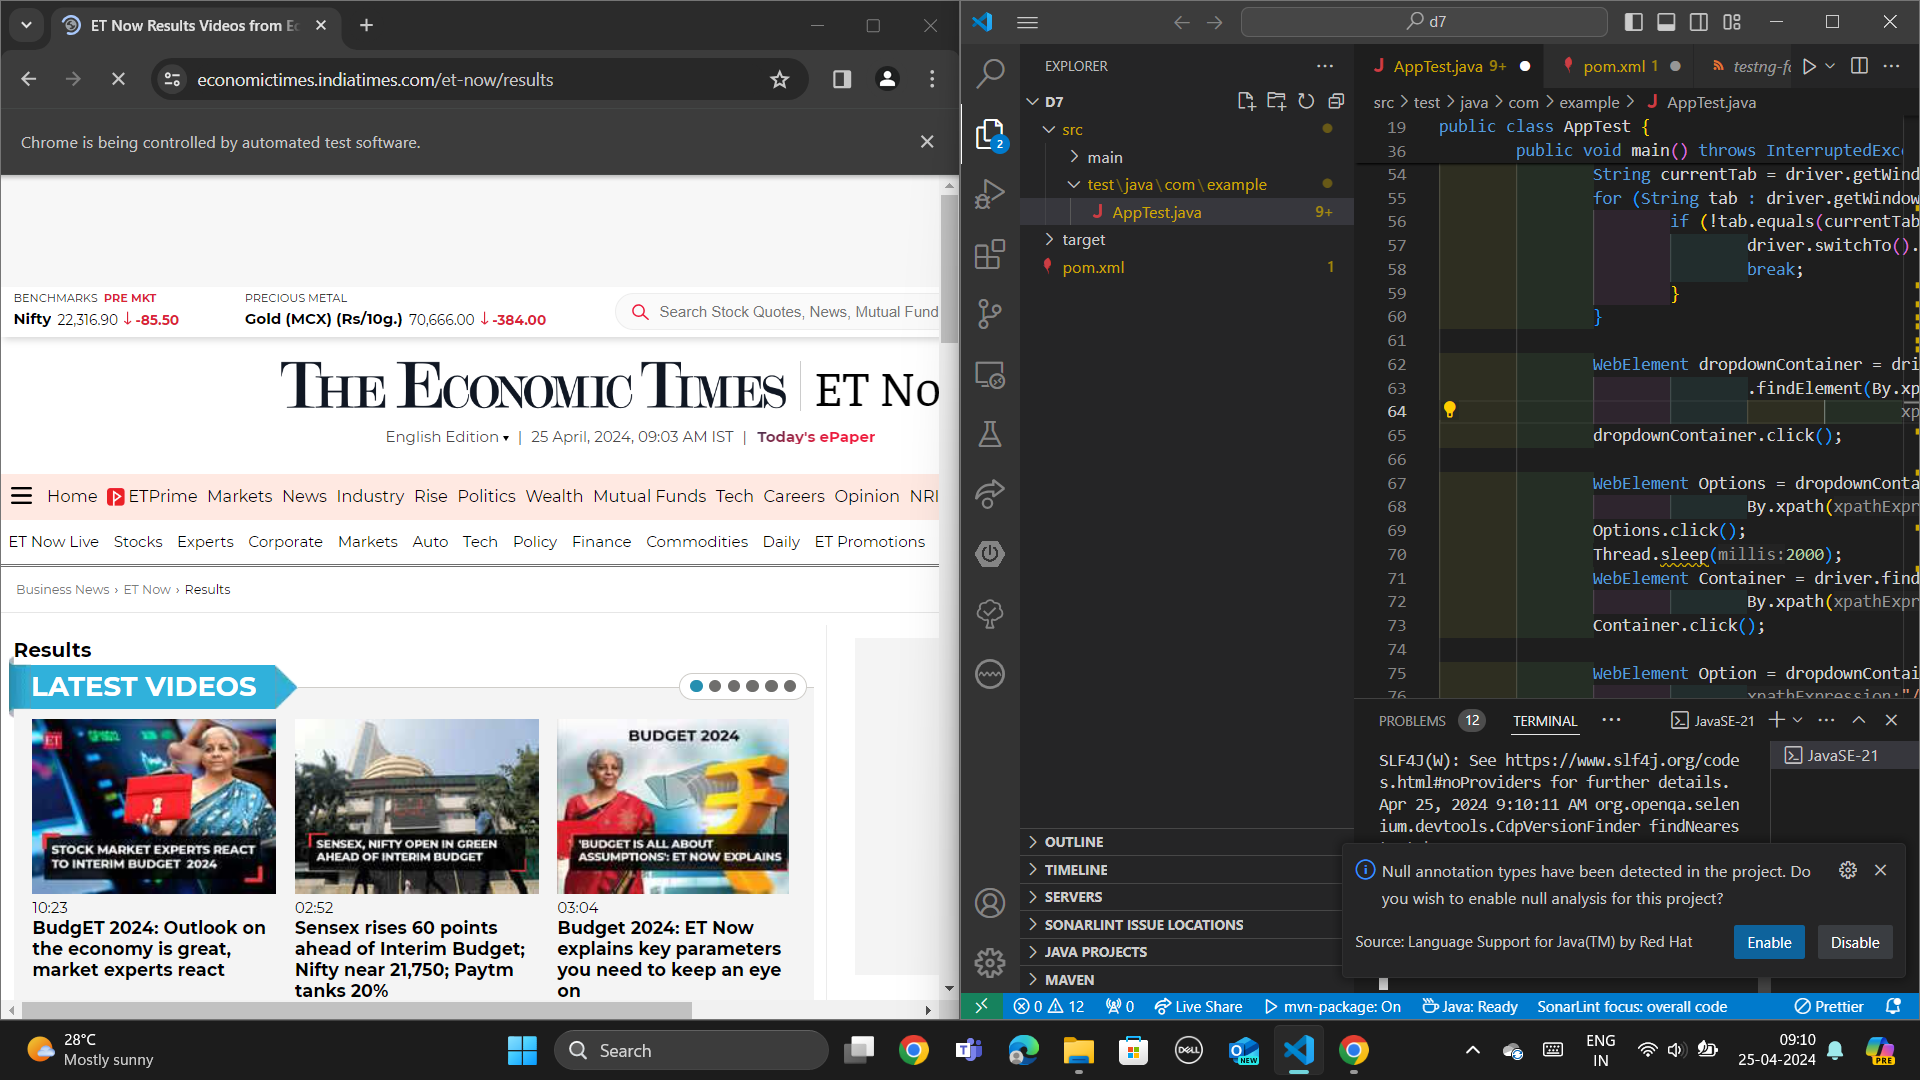 ET Now Results Videos from Ec
economictimes.indiatimes.com/et-now/results
Chrome is being controlled by automated test software.
BENCHMARKS PRE MKT
Nifty 22,316.90 ↓-85.50
PRECIOUS METAL
Gold (MCX) (Rs/10g.) 70,666.00 ↓-384.00
Search Stock Quotes, News, Mutual Fund
THE ECONOMIC TIMES | ET No
English Edition ▾ | 25 April, 2024, 09:03 AM IST | Today's ePaper
Home ETPrime Markets News Industry Rise Politics Wealth Mutual Funds Tech Careers Opinion NRI
ET Now Live Stocks Experts Corporate Markets Auto Tech Policy Finance Commodities Daily ET Promotions
Business News › ET Now › Results
Results
LATEST VIDEOS
ET
STOCK MARKET EXPERTS REACT
TO INTERIM BUDGET 2024
10:23
BudgET 2024: Outlook on
the economy is great,
market experts react
SENSEX, NIFTY OPEN IN GREEN
AHEAD OF INTERIM BUDGET
02:52
Sensex rises 60 points
ahead of Interim Budget;
Nifty near 21,750; Paytm
tanks 20%
BUDGET 2024
'BUDGET IS ALL ABOUT
ASSUMPTIONS': ET NOW EXPLAINS
03:04
Budget 2024: ET Now
explains key parameters
you need to keep an eye
on
d7
EXPLORER
D7
src
main
test\java\com\example
AppTest.java 9+
target
pom.xml 1
OUTLINE
TIMELINE
SERVERS
SONARLINT ISSUE LOCATIONS
JAVA PROJECTS
MAVEN
2
AppTest.java 9+
pom.xml 1
testng-fo
src > test > java > com > example > AppTest.java
19 public class AppTest {
36 public void main() throws InterruptedExce
54 String currentTab = driver.getWind
55 for (String tab : driver.getWindow
56 if (!tab.equals(currentTab
57 driver.switchTo().
58 break;
59 }
60 }
61
62 WebElement dropdownContainer = dri
63 .findElement(By.xp
64 xp
65 dropdownContainer.click();
66
67 WebElement Options = dropdownConta
68 By.xpath(xpathExpr
69 Options.click();
70 Thread.sleep(millis:2000);
71 WebElement Container = driver.find
72 By.xpath(xpathExpr
73 Container.click();
74
75 WebElement Option = dropdownContai
76 xpathExpression:"/
PROBLEMS 12 TERMINAL JavaSE-21
JavaSE-21
SLF4J(W): See https://www.slf4j.org/code
s.html#noProviders for further details.
Apr 25, 2024 9:10:11 AM org.openqa.selen
ium.devtools.CdpVersionFinder findNeares
Null annotation types have been detected in the project. Do
you wish to enable null analysis for this project?
Source: Language Support for Java(TM) by Red Hat
Enable
Disable
0 12 0 Live Share mvn-package: On Java: Ready SonarLint focus: overall code Prettier
28°C
Mostly sunny
Search
DELL
NEW
ENG
IN
09:10
25-04-2024
PRE